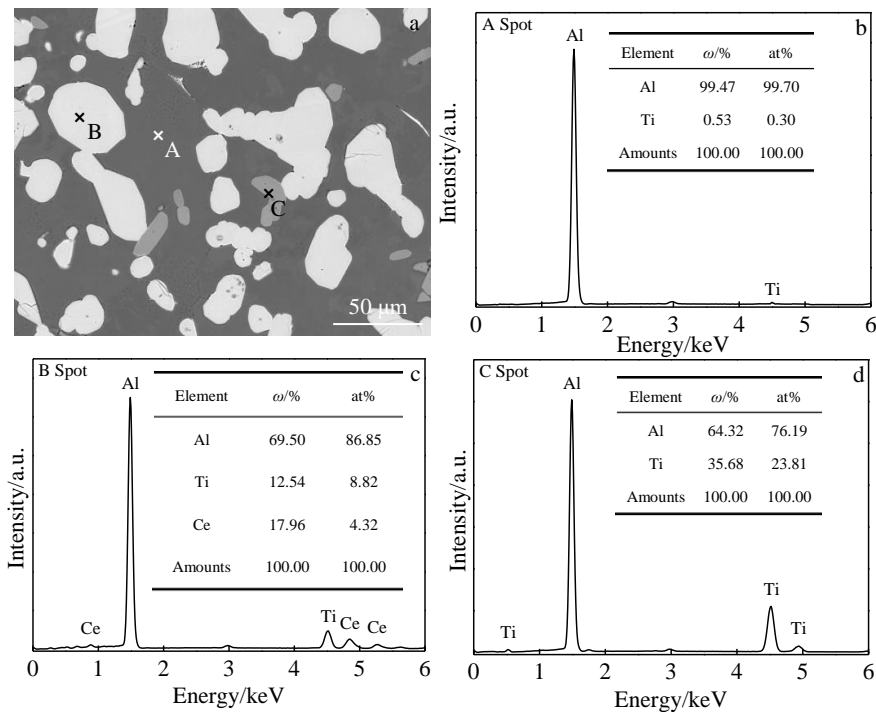 a
B
A
C
50 μm
A Spot
b
Al
Element ω/% at%
Al 99.47 99.70
Ti 0.53 0.30
Amounts 100.00 100.00
Ti
Intensity/a.u.
0 1 2 3 4 5 6
Energy/keV
B Spot
c
Al
Element ω/% at%
Al 69.50 86.85
Ti 12.54 8.82
Ce 17.96 4.32
Amounts 100.00 100.00
Ce
Ti
Ce
Ce
Intensity/a.u.
0 1 2 3 4 5 6
Energy/keV
C Spot
d
Al
Element ω/% at%
Al 64.32 76.19
Ti 35.68 23.81
Amounts 100.00 100.00
Ti
Ti
Intensity/a.u.
0 1 2 3 4 5 6
Energy/keV